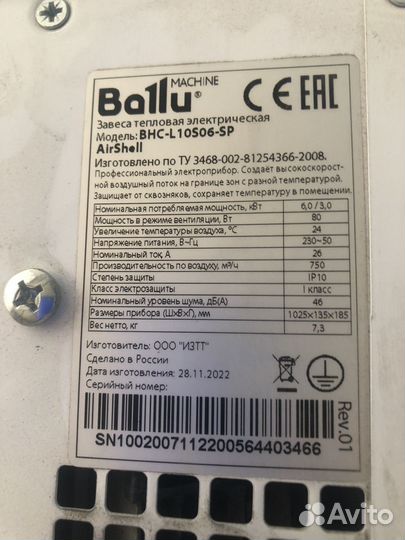 Ballu® MACHINE CE EAC
Завеса тепловая электрическая
Модель: BHC-L10S06-SP
AirShell
Изготовлено по ТУ 3468-002-81254366-2008.
Профессиональный электроприбор. Создаёт высокоскорост-
ной воздушный поток на границе зон с разной температурой.
Защищает от сквозняков, сохраняет температуру в помещении.
Номинальная потребляемая мощность, кВт 6,0 / 3,0
Мощность в режиме вентиляции, Вт 80
Увеличение температуры воздуха, °C 24
Напряжение питания, В~Гц 230~50
Номинальный ток, А 26
Производительность по воздуху, м³/ч 750
Степень защиты IP10
Класс электрозащиты I класс
Номинальный уровень шума, дБ(А) 46
Размеры прибора (ШхВхГ), мм 1025×135×185
Вес нетто, кг 7,3
Изготовитель: ООО "ИЗТТ"
Сделано в России
Дата изготовления: 28.11.2022
Серийный номер:
SN1002007112200564403466
Rev.01
Avito